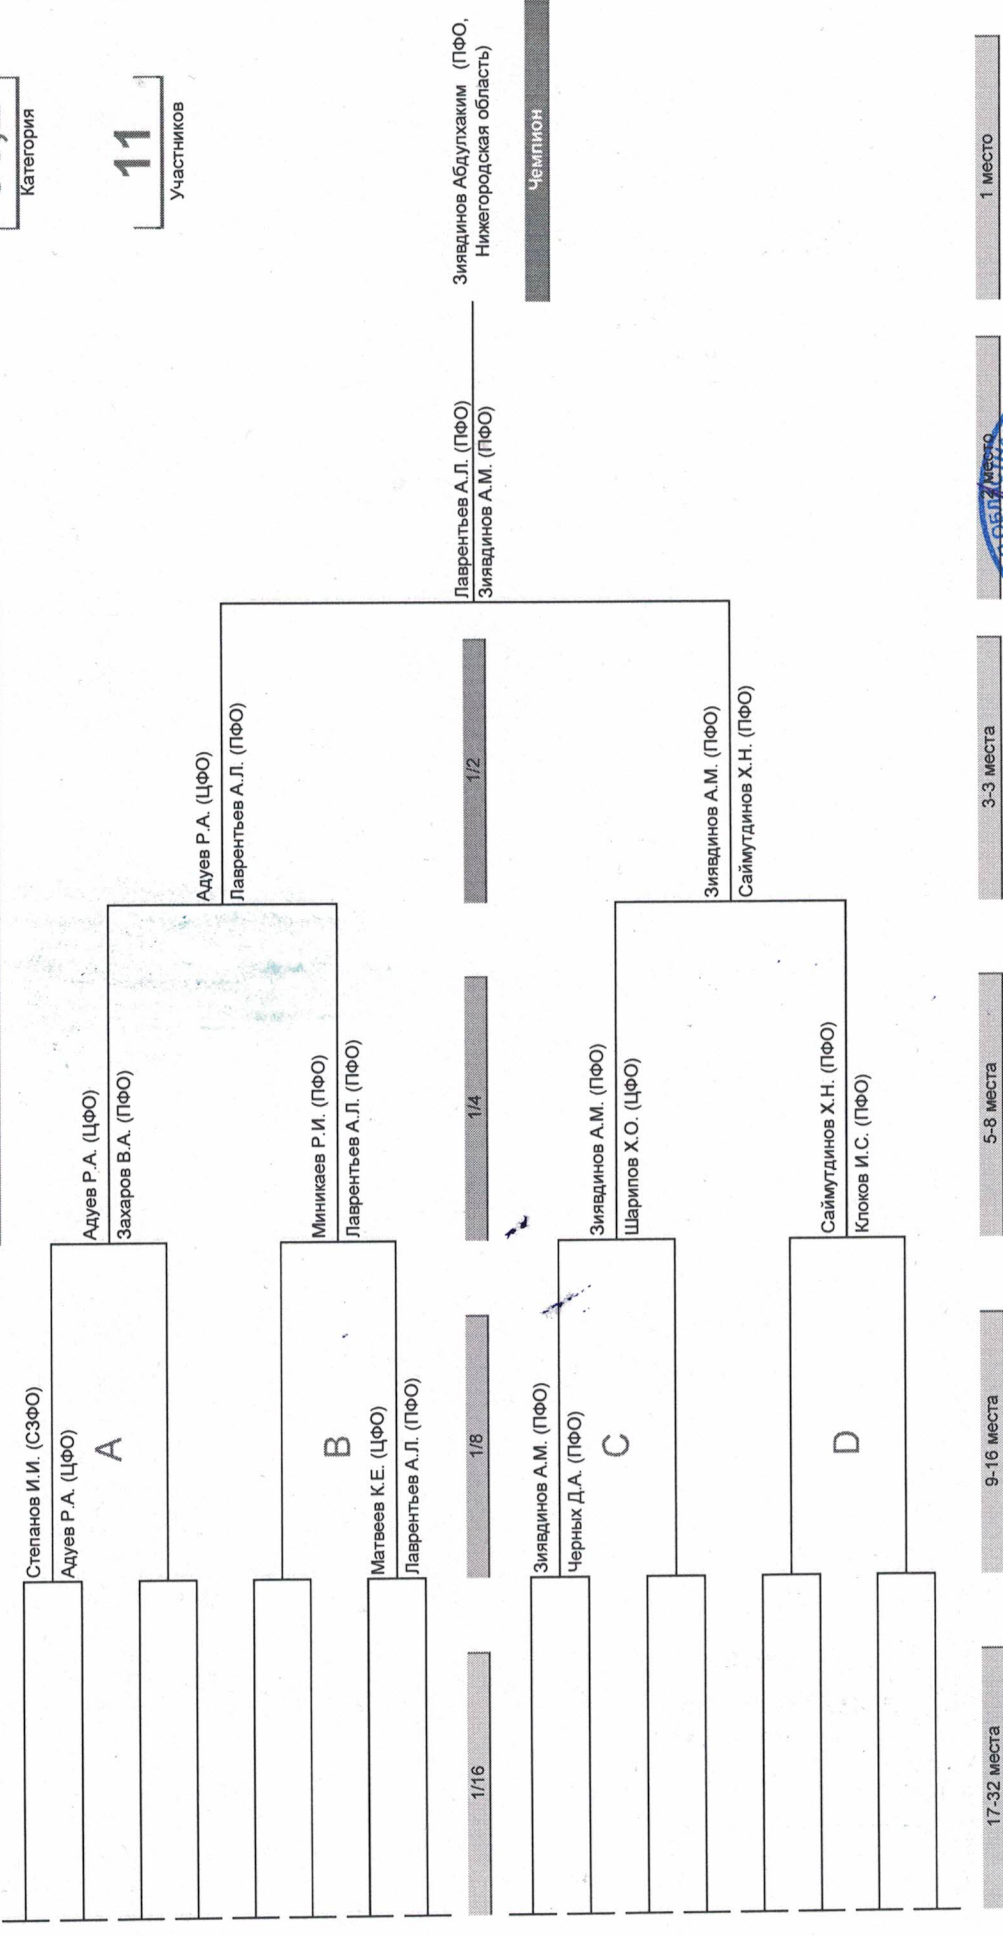 Категория
11
Участников
Степанов И.И. (СЗФО)
Адуев Р.А. (ЦФО)
A
Адуев Р.А. (ЦФО)
Захаров В.А. (ПФО)
Адуев Р.А. (ЦФО)
Лаврентьев А.Л. (ПФО)
Миникаев Р.И. (ПФО)
Лаврентьев А.Л. (ПФО)
B
Матвеев К.Е. (ЦФО)
Лаврентьев А.Л. (ПФО)
Лаврентьев А.Л. (ПФО)
Зиявдинов А.М. (ПФО)
Зиявдинов Абдулхаким (ПФО,
Нижегородская область)
1/16
1/8
1/4
1/2
Чемпион
Зиявдинов А.М. (ПФО)
Черных Д.А. (ПФО)
C
Зиявдинов А.М. (ПФО)
Шарипов Х.О. (ЦФО)
Зиявдинов А.М. (ПФО)
Саймутдинов Х.Н. (ПФО)
D
Саймутдинов Х.Н. (ПФО)
Клоков И.С. (ПФО)
17-32 места
9-16 места
5-8 места
3-3 места
2 место
1 место